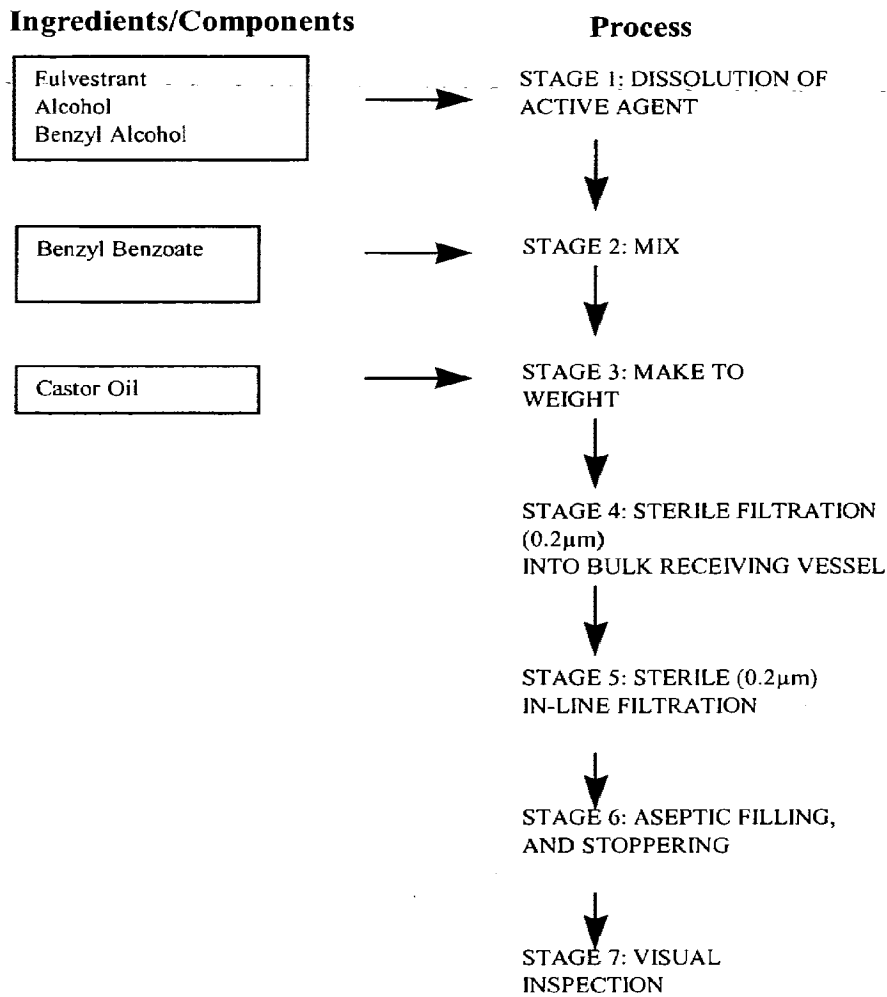 Ingredients/Components
Process
Fulvestrant
Alcohol
Benzyl Alcohol
STAGE 1: DISSOLUTION OF
ACTIVE AGENT
Benzyl Benzoate
STAGE 2: MIX
Castor Oil
STAGE 3: MAKE TO
WEIGHT
STAGE 4: STERILE FILTRATION
(0.2µm)
INTO BULK RECEIVING VESSEL
STAGE 5: STERILE (0.2µm)
IN-LINE FILTRATION
STAGE 6: ASEPTIC FILLING,
AND STOPPERING
STAGE 7: VISUAL
INSPECTION